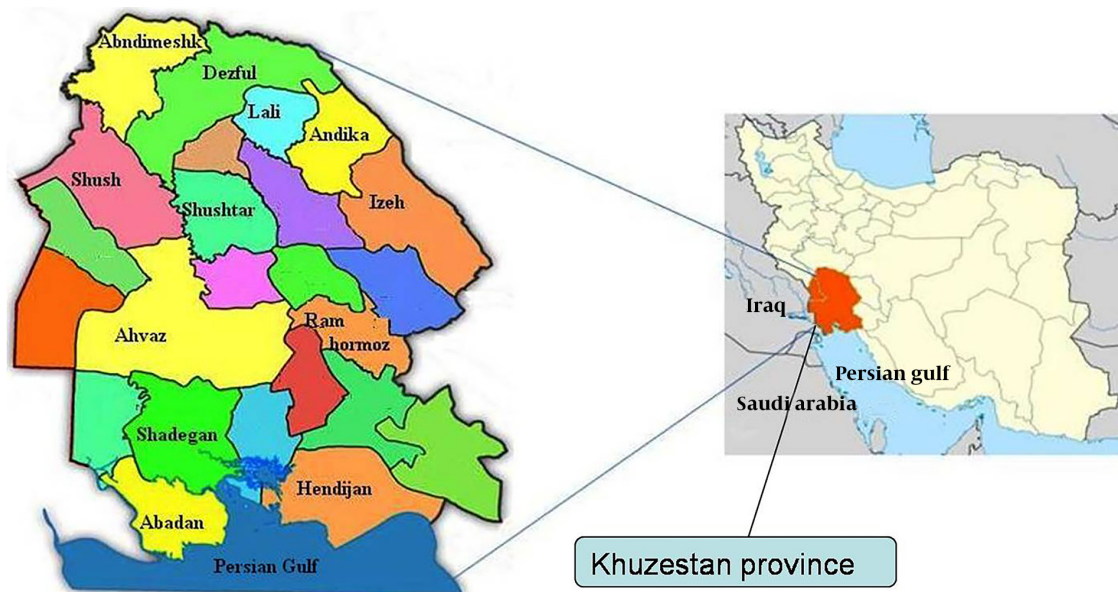 Abndimeshk
Dezful
Lali
Andika
Shush
Shushtar
Izeh
Ahvaz
Ram
hormoz
Shadegan
Hendijan
Abadan
Persian Gulf
Iraq
Persian gulf
Saudi arabia
Khuzestan province